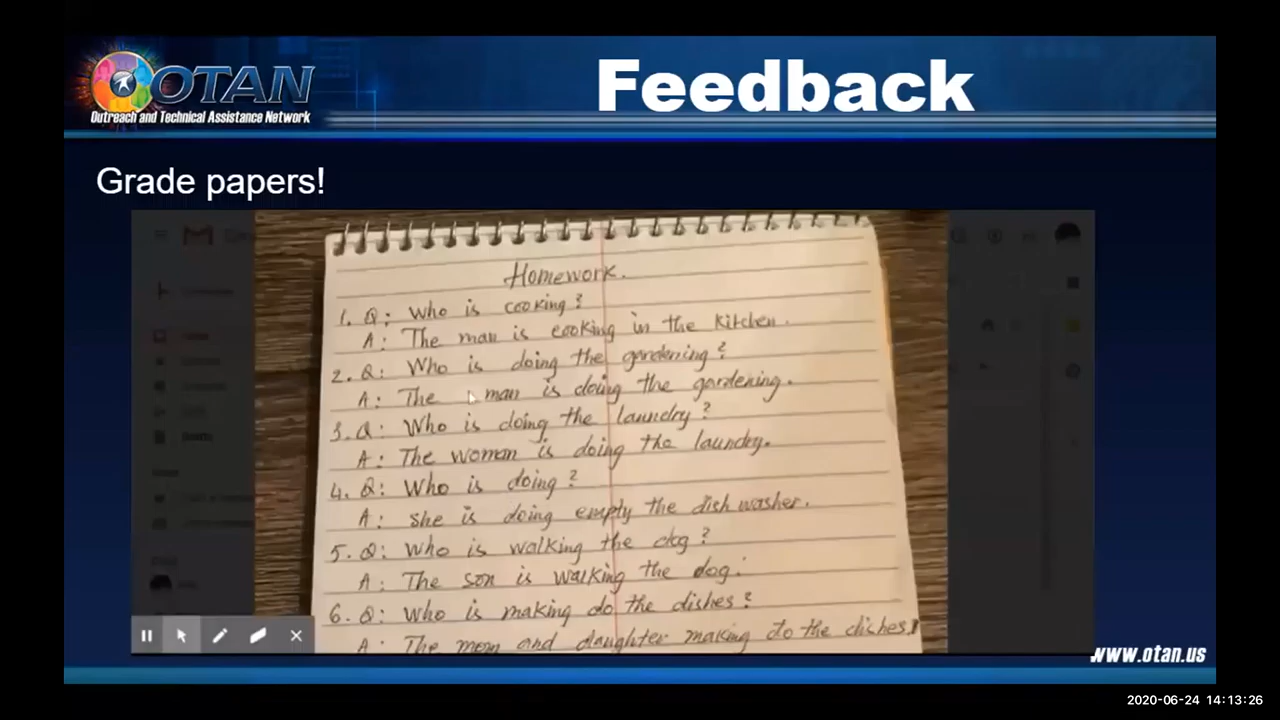 OTAN
Outreach and Technical Assistance Network
Feedback
Grade papers!
Homework.
1. Q: Who is cooking?
A: The man is cooking in the kitchen.
2. Q: Who is doing the gardening?
A: The man is doing the gardening.
3. Q: Who is doing the laundry?
A: The woman is doing the laundry.
4. Q: Who is doing?
A: she is doing empty the dish washer.
5. Q: Who is walking the dog?
A: The son is walking the dog.
6. Q: Who is making do the dishes?
A: The mom and daughter making do the dishes.
www.otan.us
2020-06-24 14:13:26